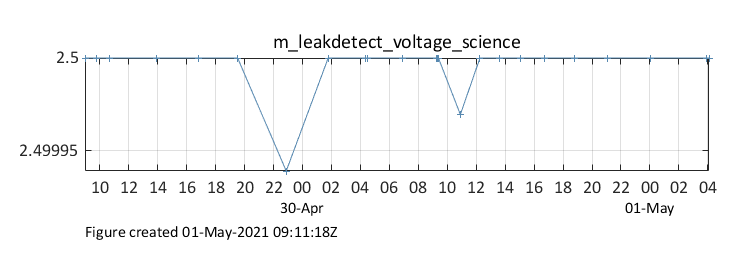 m_leakdetect_voltage_science
2.5
2.49995
10 12 14 16 18 20 22 00 02 04 06 08 10 12 14 16 18 20 22 00 02 04
30-Apr 01-May
Figure created 01-May-2021 09:11:18Z